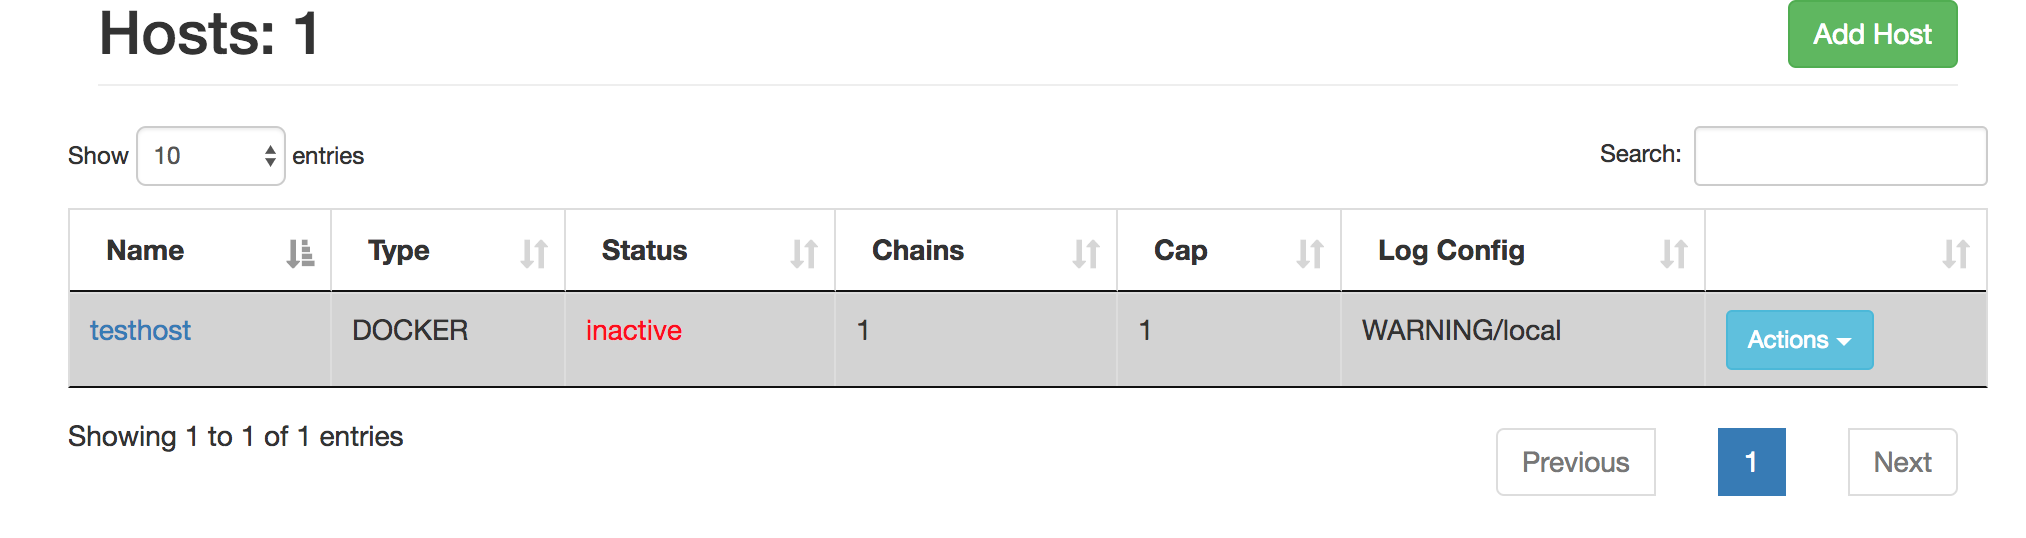 Hosts: 1 Add Host
Show 10 entries Search:
Name Type Status Chains Cap Log Config
testhost DOCKER inactive 1 1 WARNING/local Actions
Showing 1 to 1 of 1 entries
Previous 1 Next